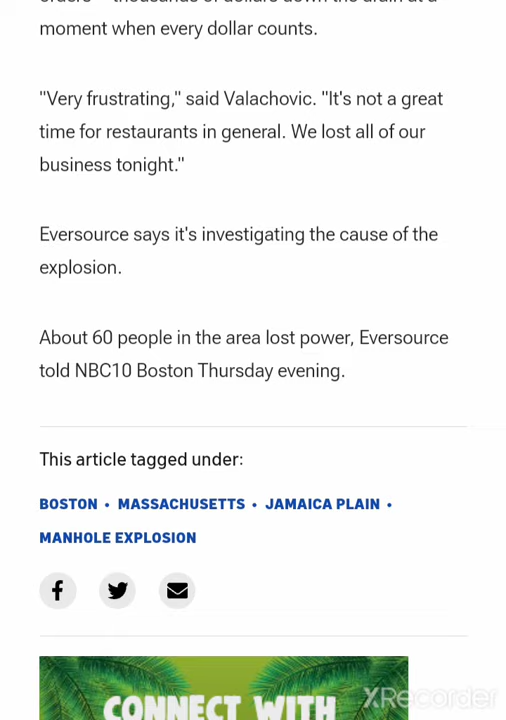 moment when every dollar counts.
"Very frustrating," said Valachovic. "It's not a great
time for restaurants in general. We lost all of our
business tonight."
Eversource says it's investigating the cause of the
explosion.
About 60 people in the area lost power, Eversource
told NBC10 Boston Thursday evening.
This article tagged under:
BOSTON • MASSACHUSETTS • JAMAICA PLAIN •
MANHOLE EXPLOSION
CONNECT WITH
XRecorder